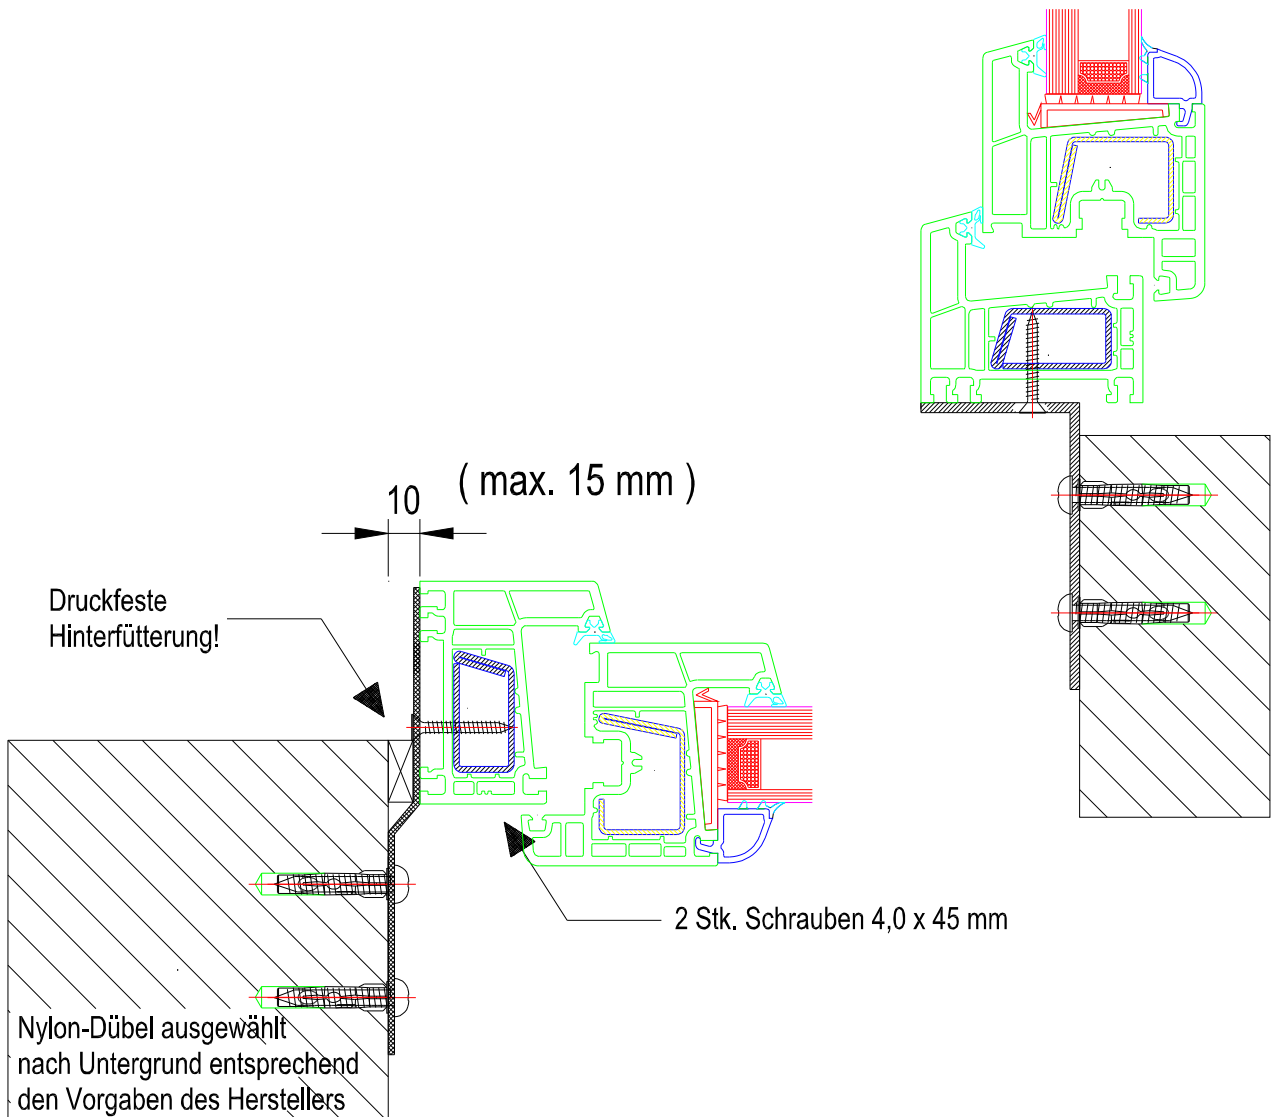 ( max. 15 mm )
10
Druckfeste
Hinterfütterung!
2 Stk. Schrauben 4,0 x 45 mm
Nylon-Dübel ausgewählt
nach Untergrund entsprechend
den Vorgaben des Herstellers